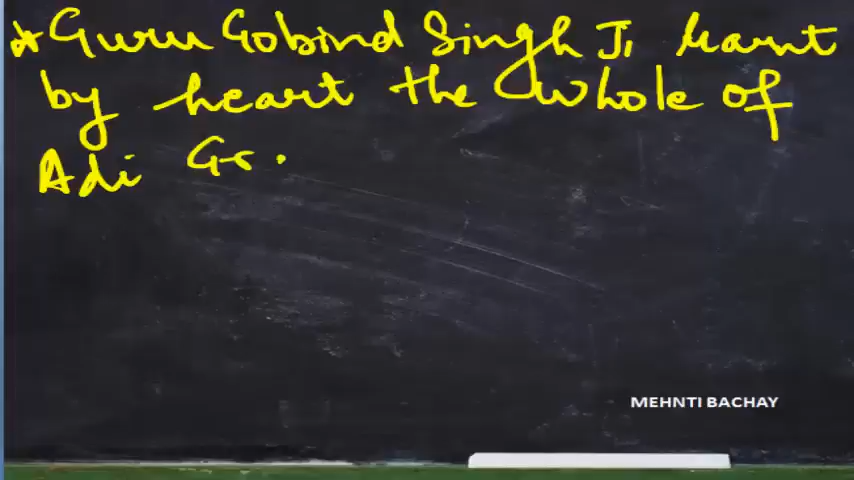 * Guru Gobind Singh Ji learnt
by heart the whole of
Adi Gr.
MEHNTI BACHAY